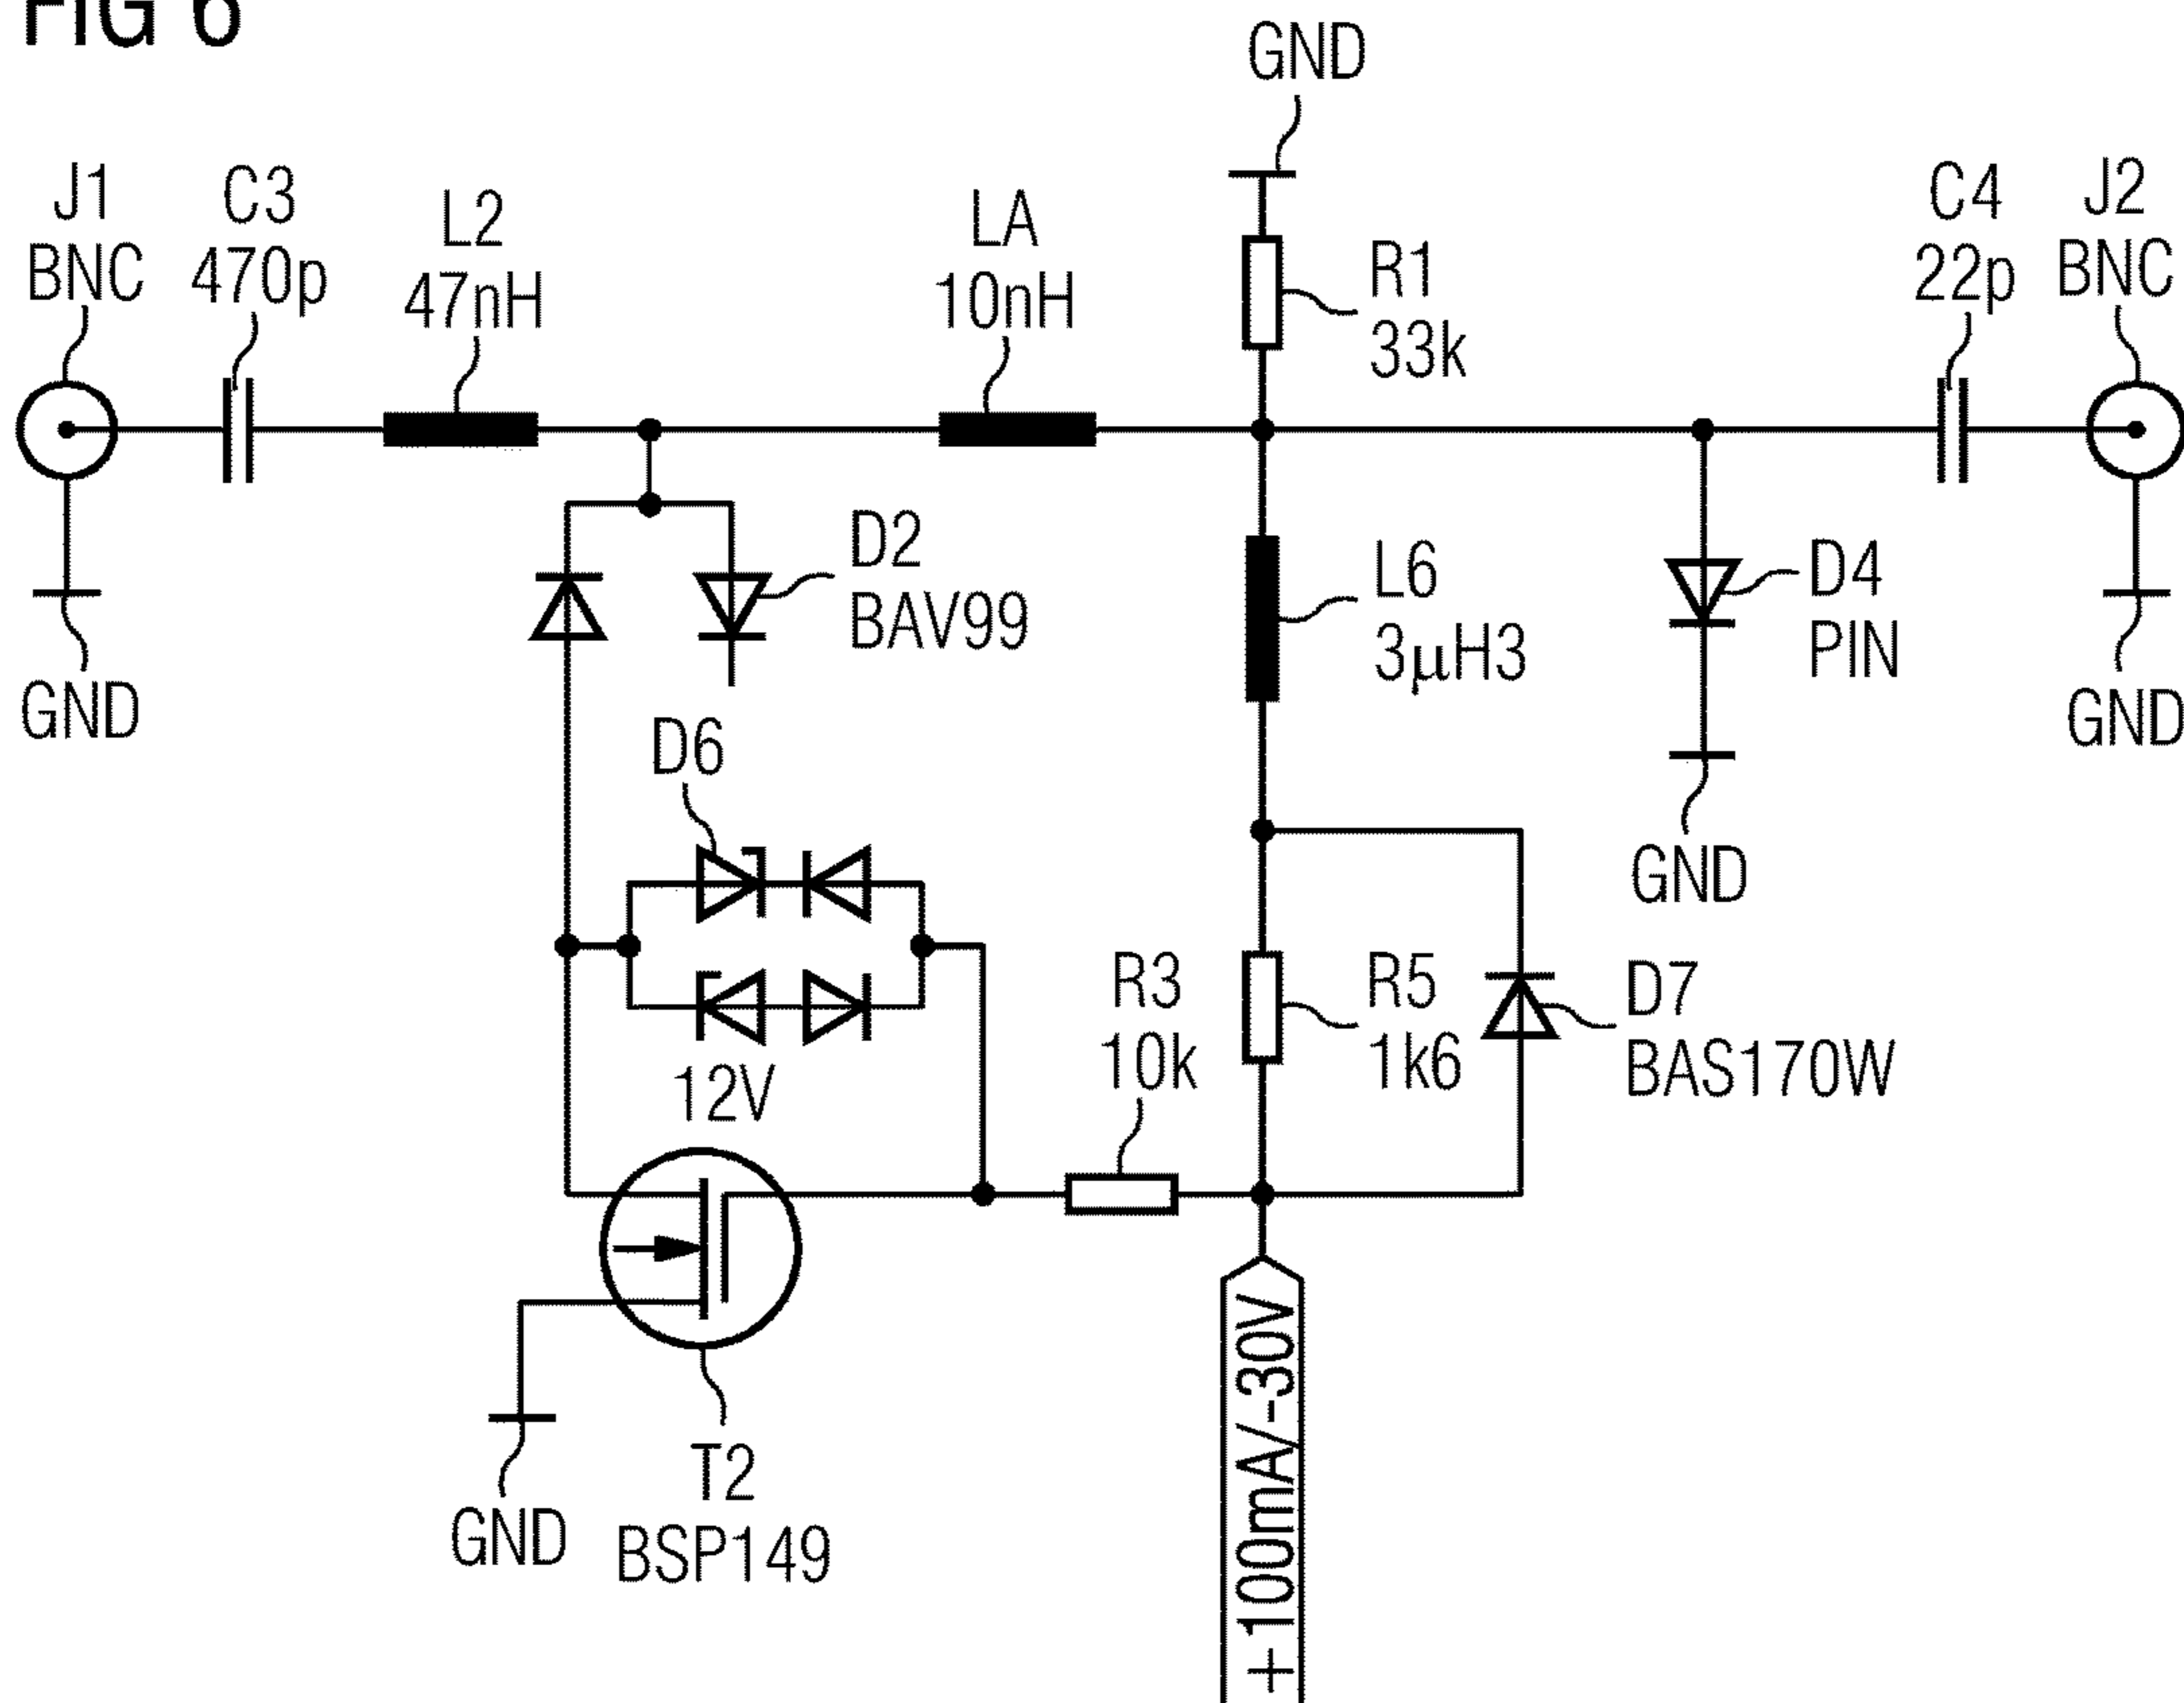 FIG 6
GND
J1
BNC
C3
470p
L2
47nH
LA
10nH
R1
33k
C4
22p
J2
BNC
GND
D2
BAV99
L6
3µH3
D4
PIN
GND
GND
D6
12V
R3
10k
R5
1k6
D7
BAS170W
T2
BSP149
GND
+100mA/-30V